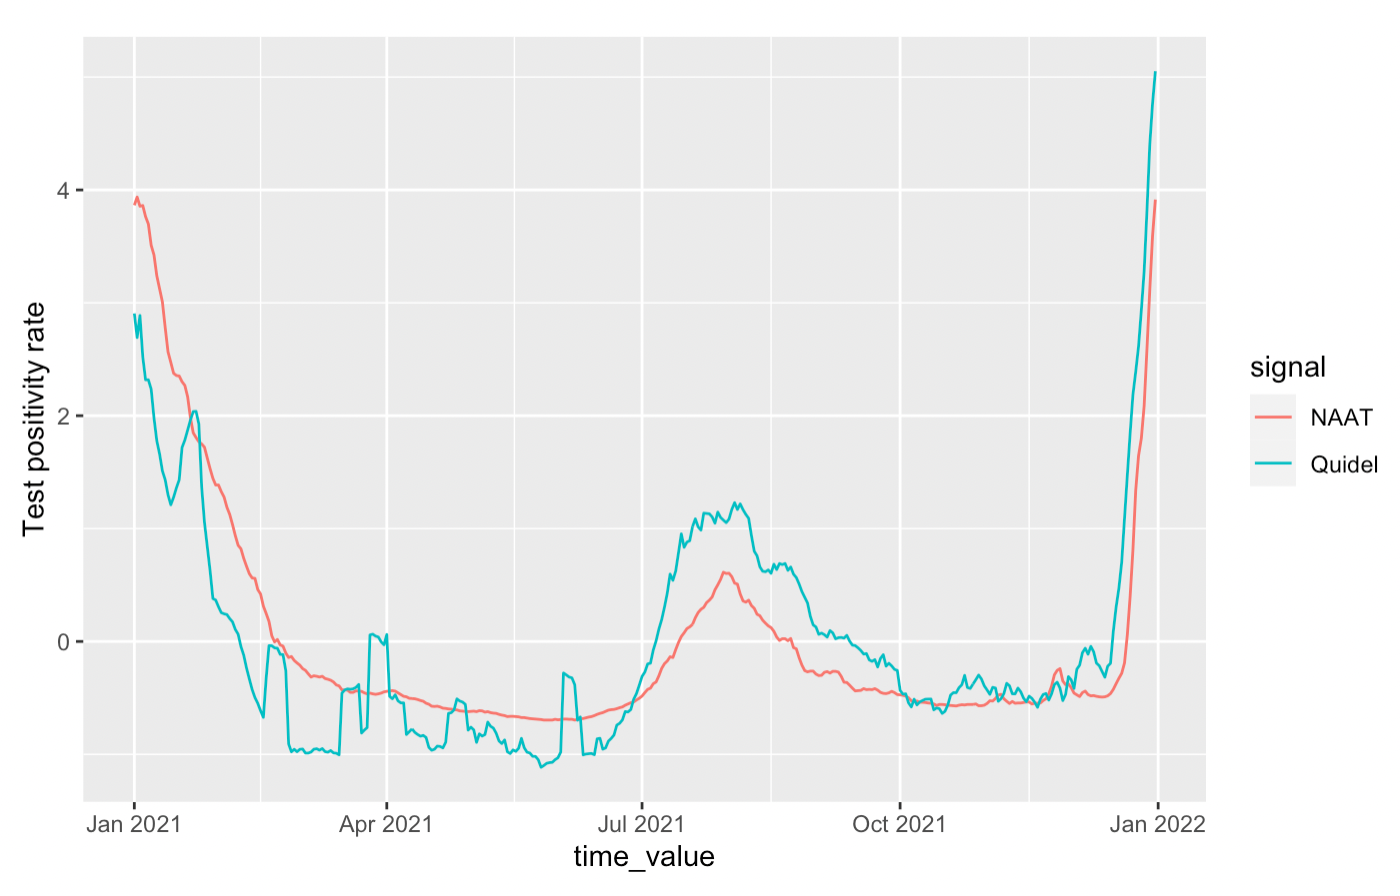 4
2
0
Test positivity rate
Jan 2021
Apr 2021
Jul 2021
Oct 2021
Jan 2022
time_value
signal
NAAT
Quidel